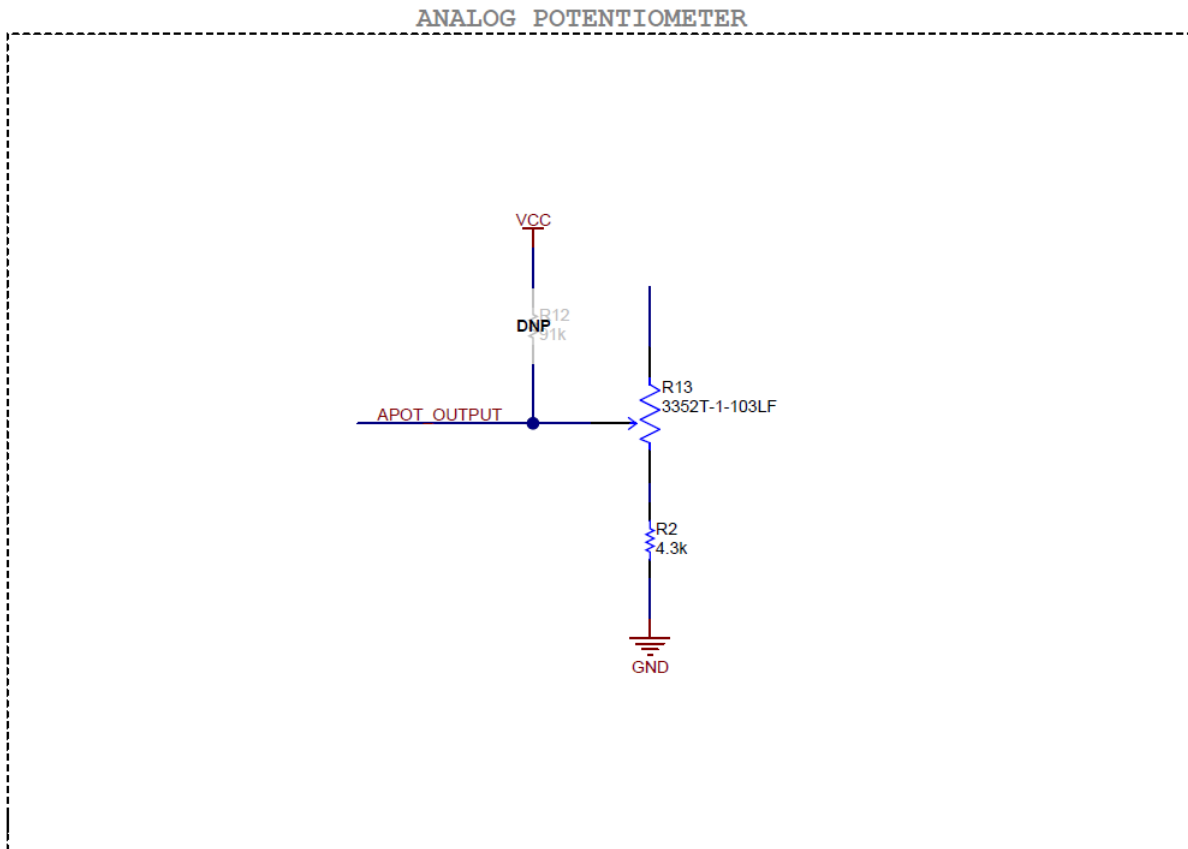 ANALOG POTENTIOMETER
VCC
R12
DNP
91k
R13
3352T-1-103LF
APOT_OUTPUT
R2
4.3k
GND